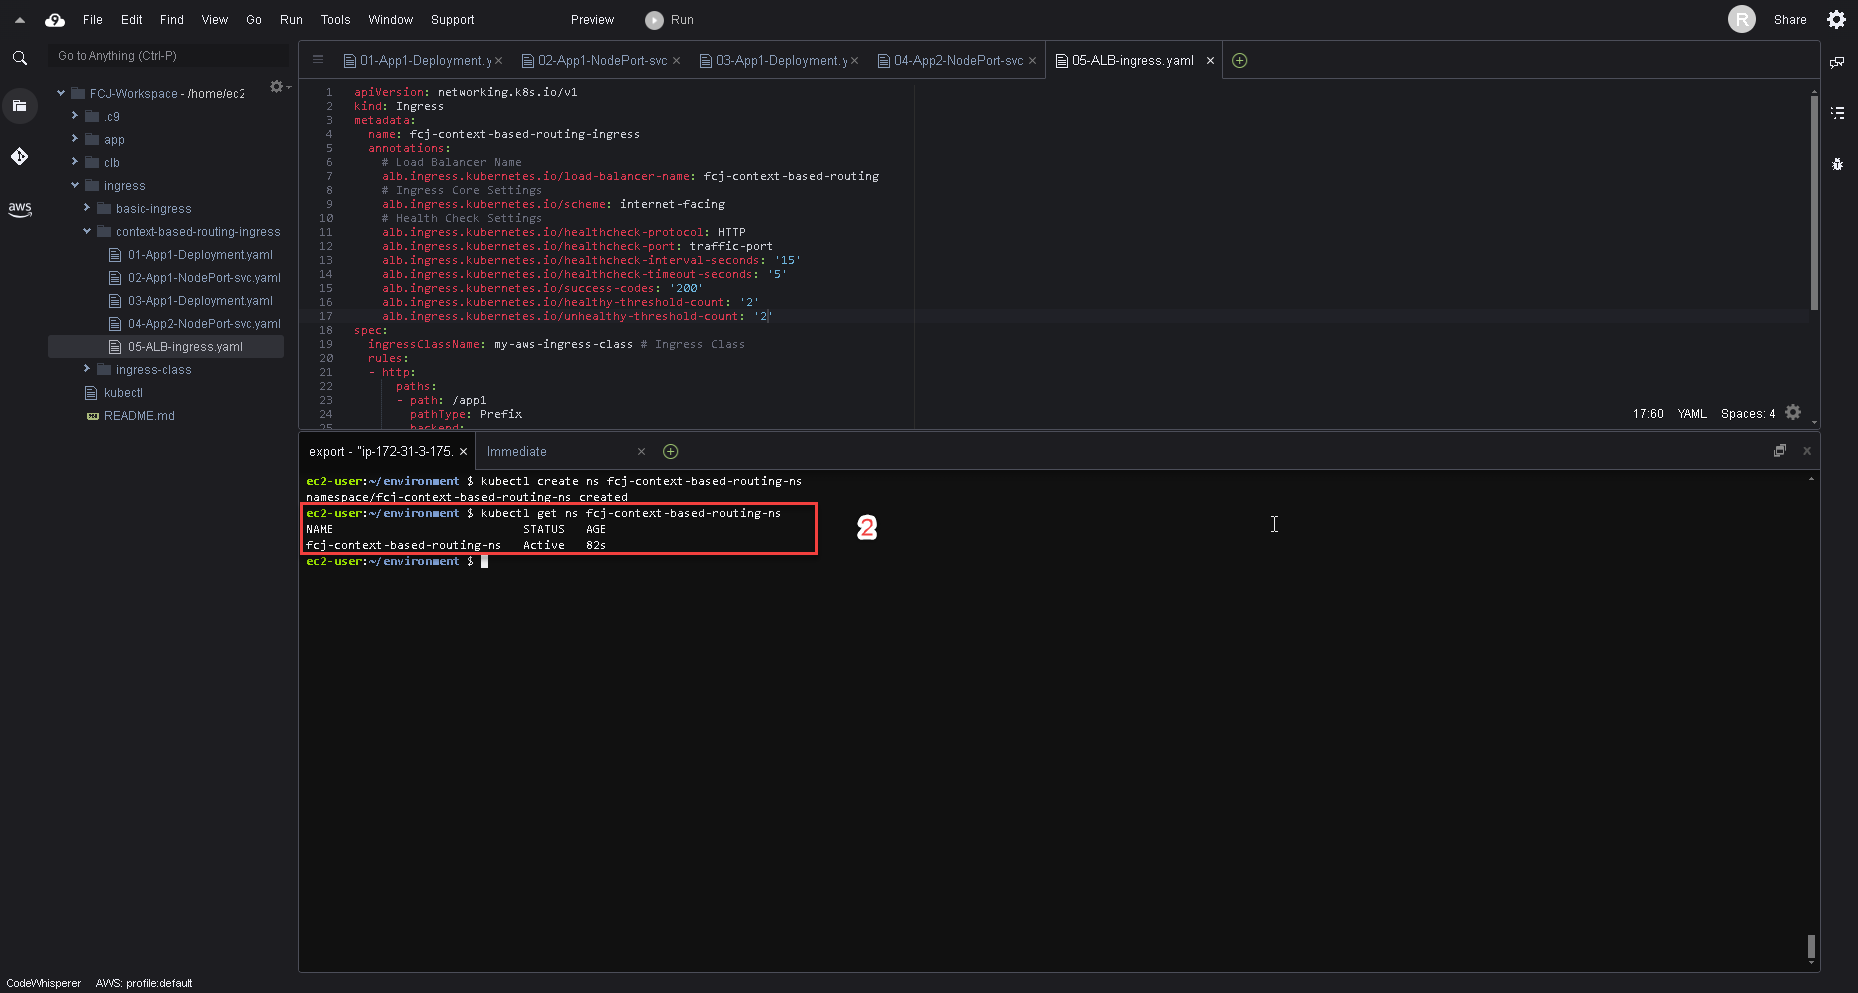 File Edit Find View Go Run Tools Window Support Preview Run R Share
Go to Anything (Ctrl-P)
FCJ-Workspace - /home/ec2
.c9
app
clb
ingress
basic-ingress
context-based-routing-ingress
01-App1-Deployment.yaml
02-App1-NodePort-svc.yaml
03-App1-Deployment.yaml
04-App2-NodePort-svc.yaml
05-ALB-ingress.yaml
ingress-class
kubectl
README.md
aws
01-App1-Deployment.y 02-App1-NodePort-svc 03-App1-Deployment.y 04-App2-NodePort-svc 05-ALB-ingress.yaml
1 apiVersion: networking.k8s.io/v1
2 kind: Ingress
3 metadata:
4 name: fcj-context-based-routing-ingress
5 annotations:
6 # Load Balancer Name
7 alb.ingress.kubernetes.io/load-balancer-name: fcj-context-based-routing
8 # Ingress Core Settings
9 alb.ingress.kubernetes.io/scheme: internet-facing
10 # Health Check Settings
11 alb.ingress.kubernetes.io/healthcheck-protocol: HTTP
12 alb.ingress.kubernetes.io/healthcheck-port: traffic-port
13 alb.ingress.kubernetes.io/healthcheck-interval-seconds: '15'
14 alb.ingress.kubernetes.io/healthcheck-timeout-seconds: '5'
15 alb.ingress.kubernetes.io/success-codes: '200'
16 alb.ingress.kubernetes.io/healthy-threshold-count: '2'
17 alb.ingress.kubernetes.io/unhealthy-threshold-count: '2'
18 spec:
19 ingressClassName: my-aws-ingress-class # Ingress Class
20 rules:
21 - http:
22 paths:
23 - path: /app1
24 pathType: Prefix
25 backend:
17:60 YAML Spaces: 4
export - "ip-172-31-3-175. Immediate
ec2-user:~/environment $ kubectl create ns fcj-context-based-routing-ns
namespace/fcj-context-based-routing-ns created
ec2-user:~/environment $ kubectl get ns fcj-context-based-routing-ns
NAME STATUS AGE
fcj-context-based-routing-ns Active 82s
ec2-user:~/environment $
2
CodeWhisperer AWS: profile:default